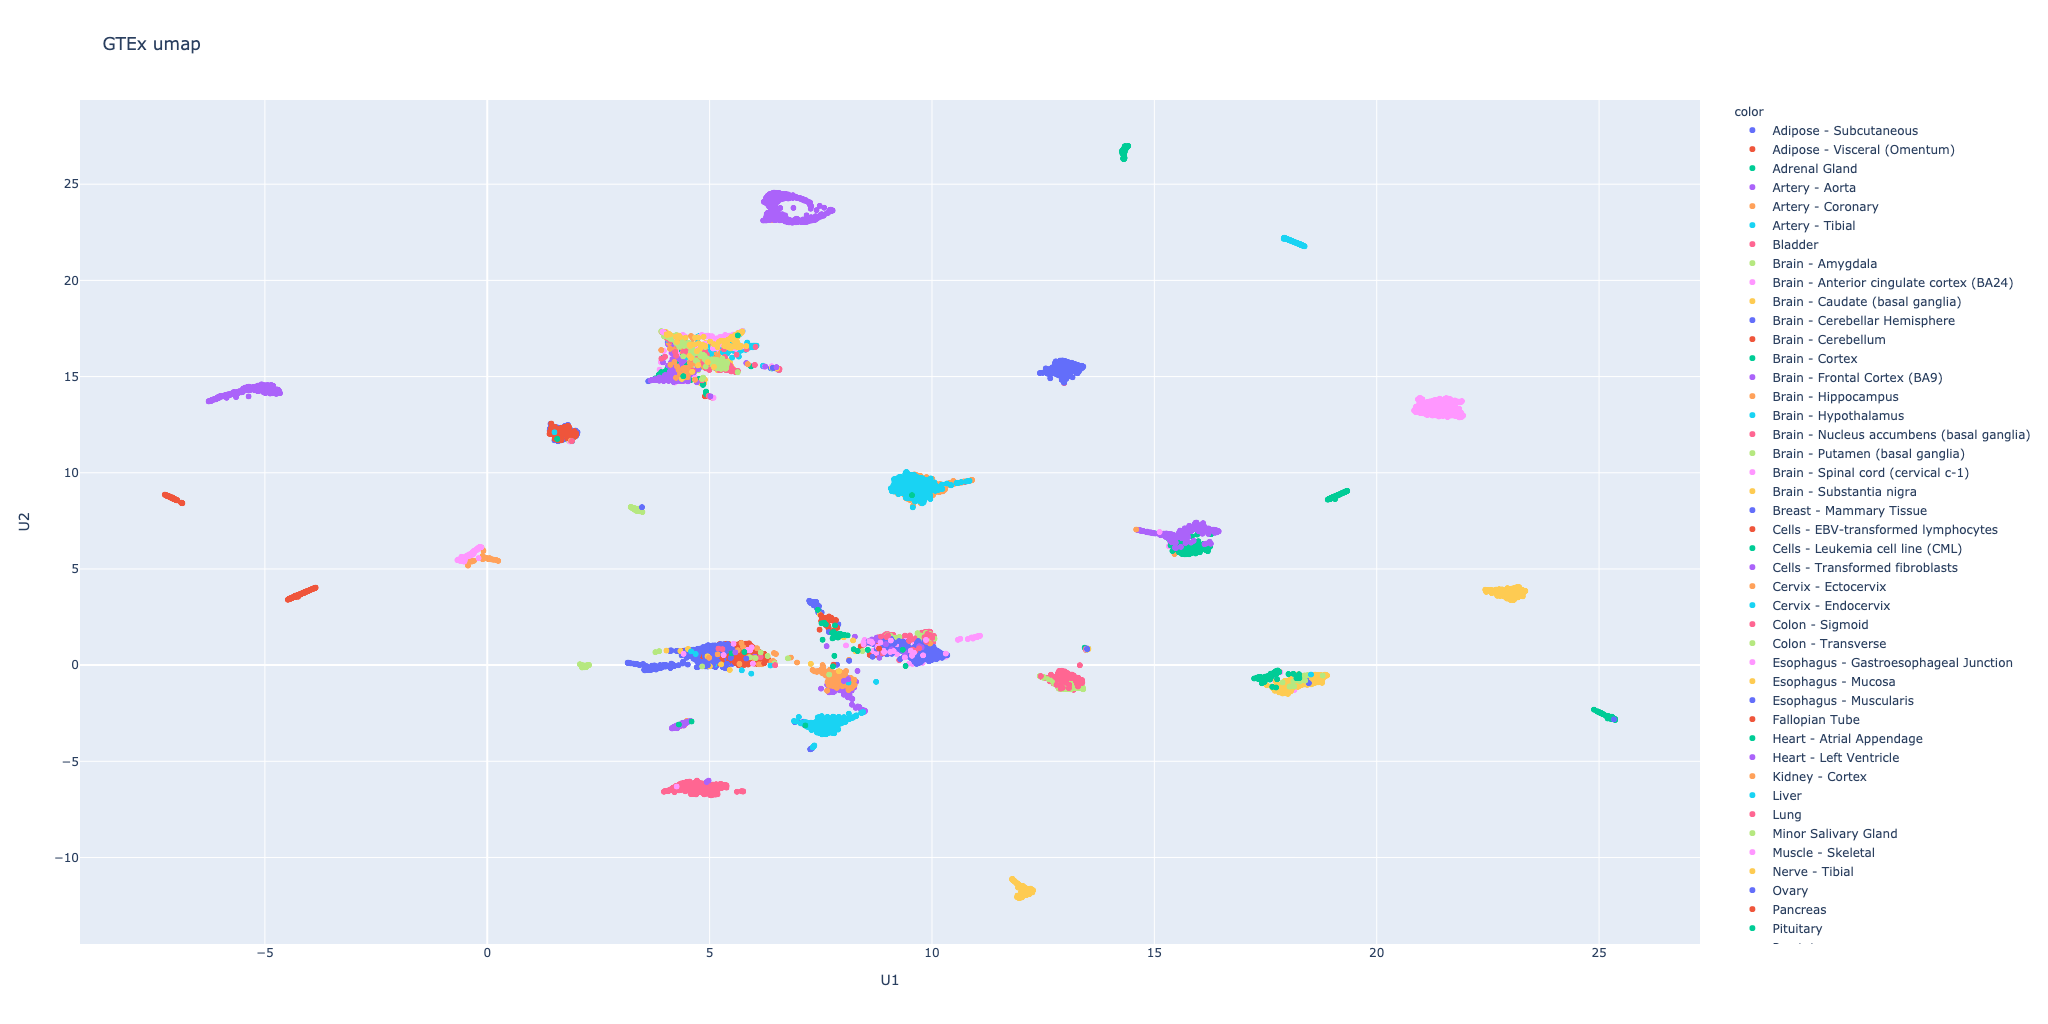 GTEx umap
color
Adipose - Subcutaneous
Adipose - Visceral (Omentum)
Adrenal Gland
Artery - Aorta
Artery - Coronary
Artery - Tibial
Bladder
Brain - Amygdala
Brain - Anterior cingulate cortex (BA24)
Brain - Caudate (basal ganglia)
Brain - Cerebellar Hemisphere
Brain - Cerebellum
Brain - Cortex
Brain - Frontal Cortex (BA9)
Brain - Hippocampus
Brain - Hypothalamus
Brain - Nucleus accumbens (basal ganglia)
Brain - Putamen (basal ganglia)
Brain - Spinal cord (cervical c-1)
Brain - Substantia nigra
Breast - Mammary Tissue
Cells - EBV-transformed lymphocytes
Cells - Leukemia cell line (CML)
Cells - Transformed fibroblasts
Cervix - Ectocervix
Cervix - Endocervix
Colon - Sigmoid
Colon - Transverse
Esophagus - Gastroesophageal Junction
Esophagus - Mucosa
Esophagus - Muscularis
Fallopian Tube
Heart - Atrial Appendage
Heart - Left Ventricle
Kidney - Cortex
Liver
Lung
Minor Salivary Gland
Muscle - Skeletal
Nerve - Tibial
Ovary
Pancreas
Pituitary
25
20
15
10
5
0
−5
−10
U2
−5 0 5 10 15 20 25
U1